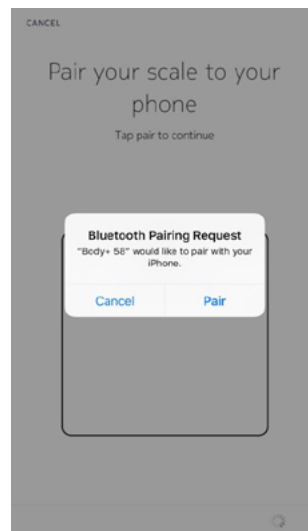 CANCEL
Pair your scale to your
phone
Tap pair to continue
Bluetooth Pairing Request
"Body+ 58" would like to pair with your
iPhone.
Cancel
Pair